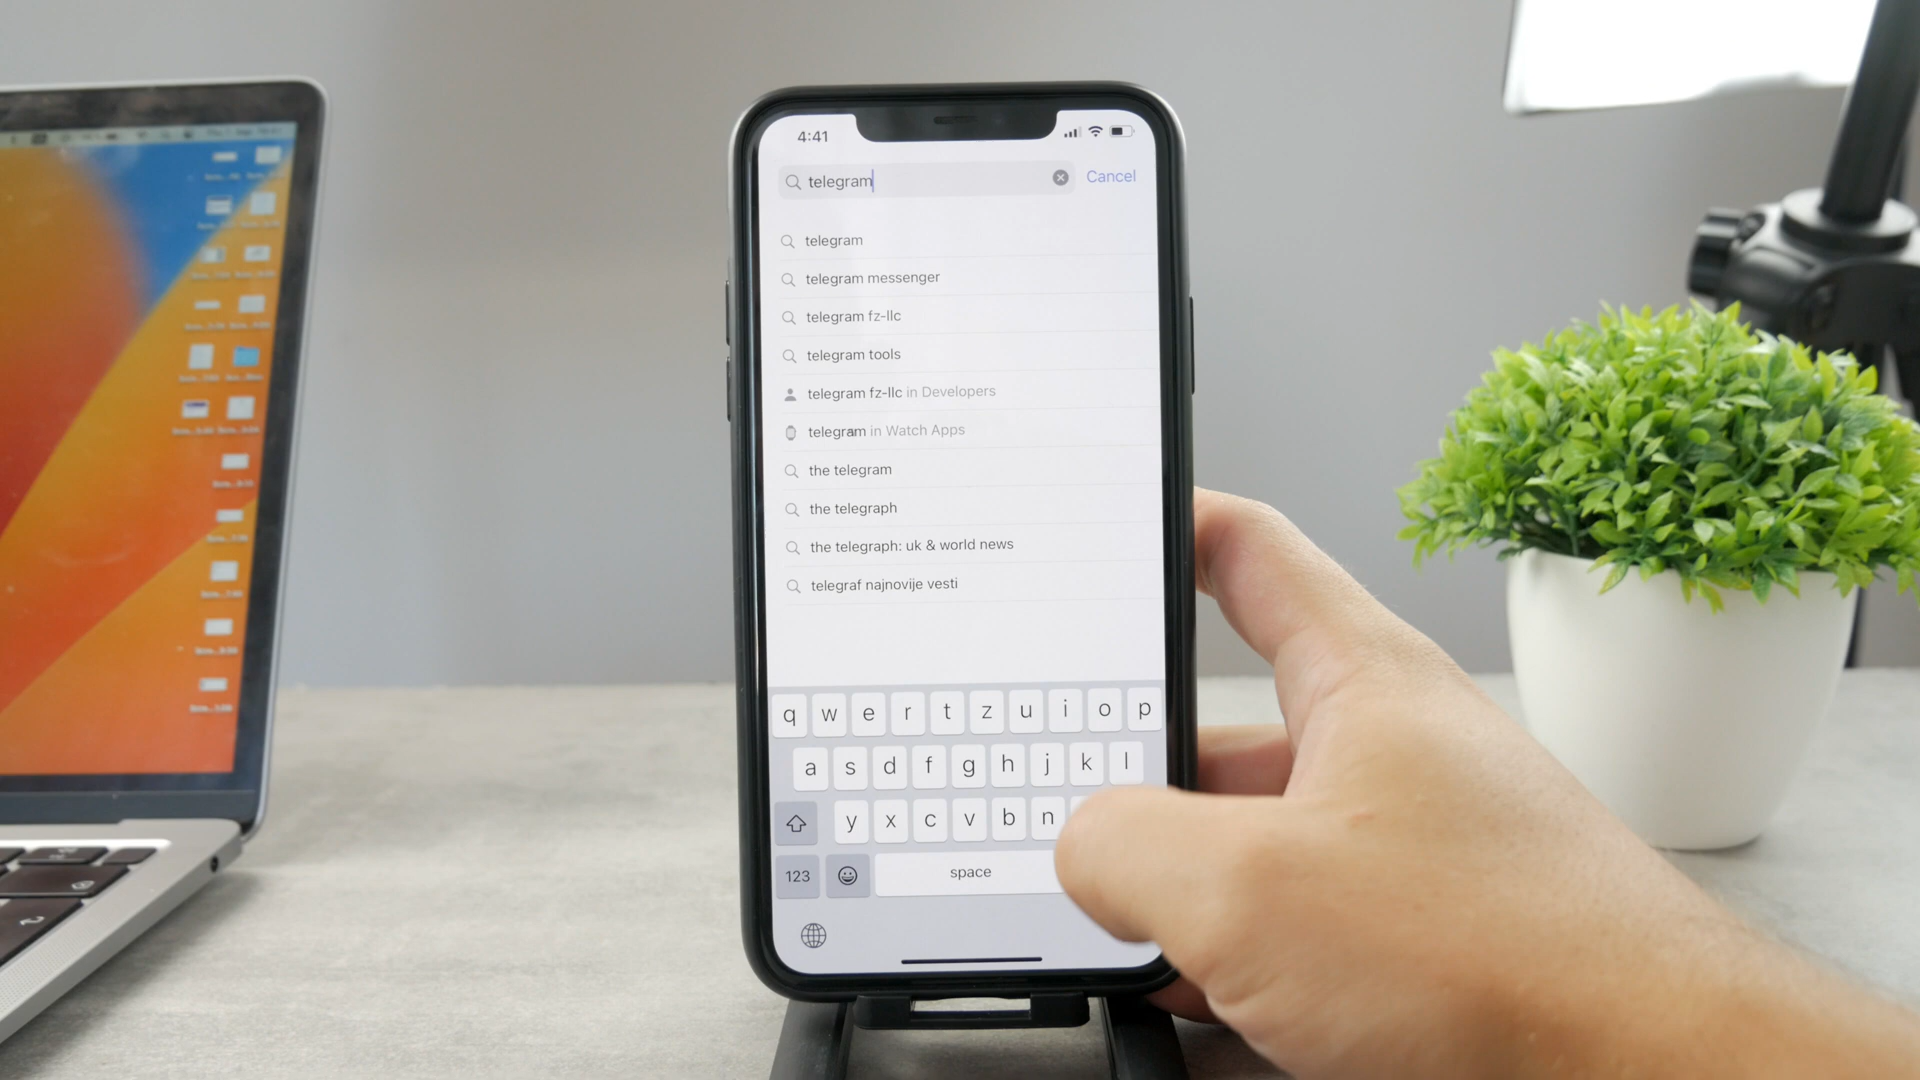 4:41
telegram
Cancel
telegram
telegram messenger
telegram fz-llc
telegram tools
telegram fz-llc in Developers
telegram in Watch Apps
the telegram
the telegraph
the telegraph: uk & world news
telegraf najnovije vesti
q w e r t z u i o p
a s d f g h j k l
y x c v b n
123
space